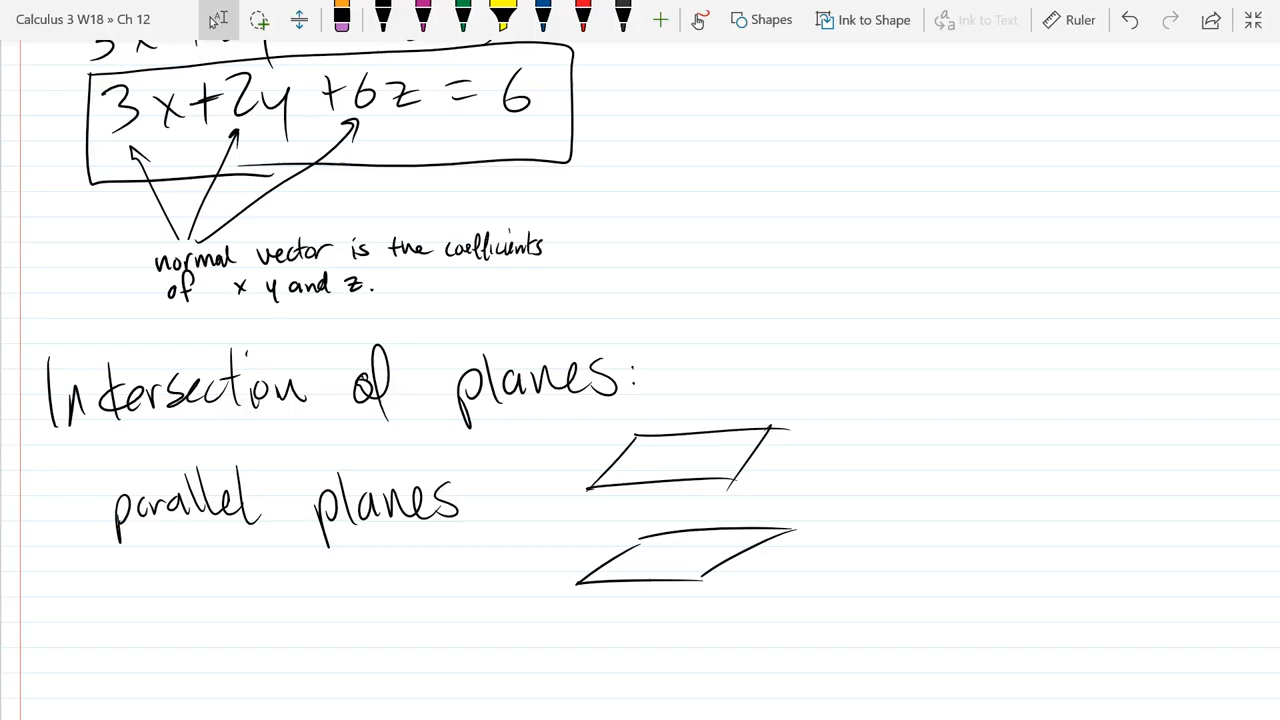 Calculus 3 W18 » Ch 12
Shapes
Ink to Shape
Ink to Text
Ruler
3x+2y+6z=6
normal vector is the coefficients
of x y and z.
Intersection of planes:
parallel planes